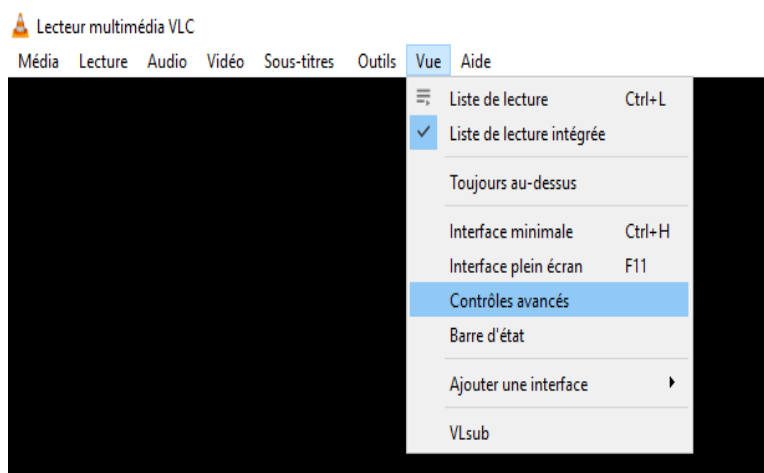 Lecteur multimédia VLC
Média Lecture Audio Vidéo Sous-titres Outils Vue Aide
Liste de lecture Ctrl+L
Liste de lecture intégrée
Toujours au-dessus
Interface minimale Ctrl+H
Interface plein écran F11
Contrôles avancés
Barre d'état
Ajouter une interface
VLsub